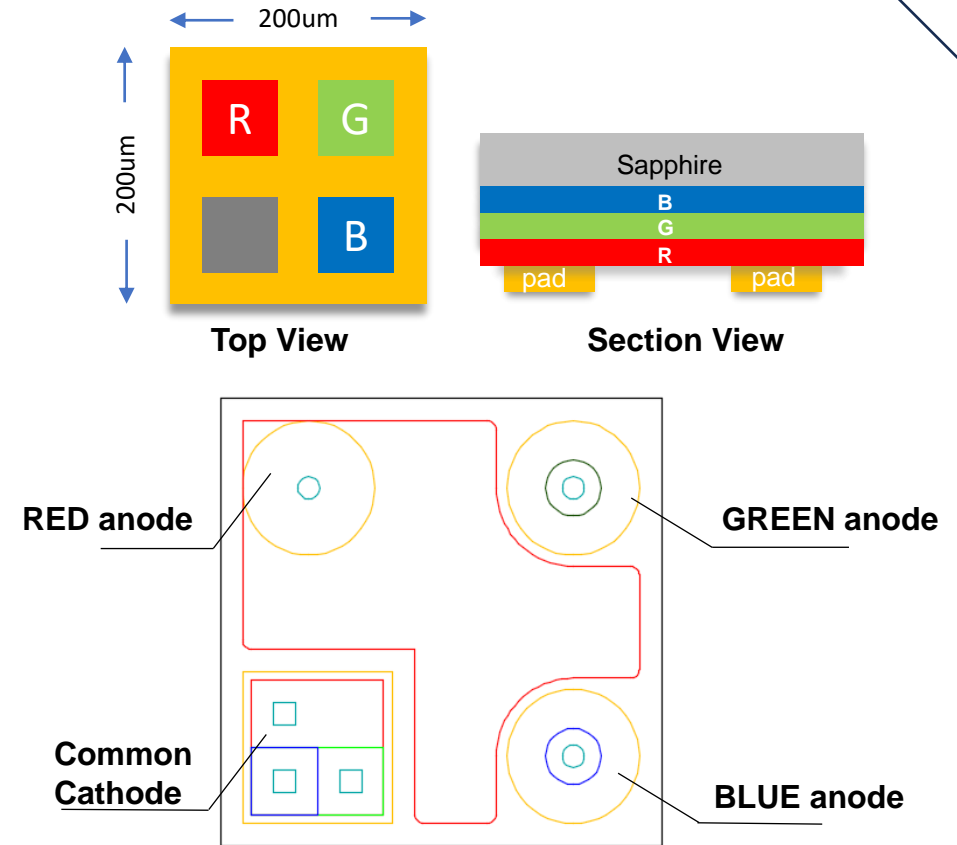 200um
200um
R
G
B
Top View
Sapphire
B
G
R
pad
pad
Section View
RED anode
GREEN anode
Common
Cathode
BLUE anode